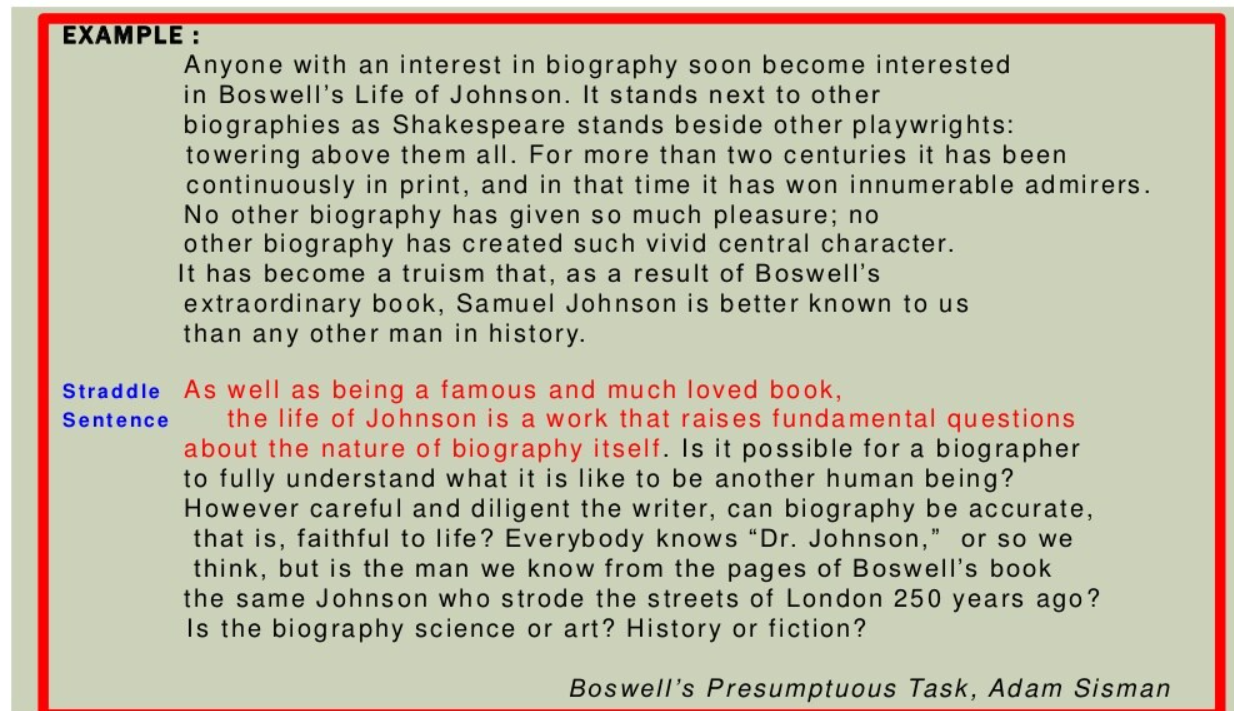 EXAMPLE :
Anyone with an interest in biography soon become interested
in Boswell's Life of Johnson. It stands next to other
biographies as Shakespeare stands beside other playwrights:
towering above them all. For more than two centuries it has been
continuously in print, and in that time it has won innumerable admirers.
No other biography has given so much pleasure; no
other biography has created such vivid central character.
It has become a truism that, as a result of Boswell's
extraordinary book, Samuel Johnson is better known to us
than any other man in history.
Straddle As well as being a famous and much loved book,
Sentence the life of Johnson is a work that raises fundamental questions
about the nature of biography itself. Is it possible for a biographer
to fully understand what it is like to be another human being?
However careful and diligent the writer, can biography be accurate,
that is, faithful to life? Everybody knows “Dr. Johnson,” or so we
think, but is the man we know from the pages of Boswell's book
the same Johnson who strode the streets of London 250 years ago?
Is the biography science or art? History or fiction?
Boswell's Presumptuous Task, Adam Sisman